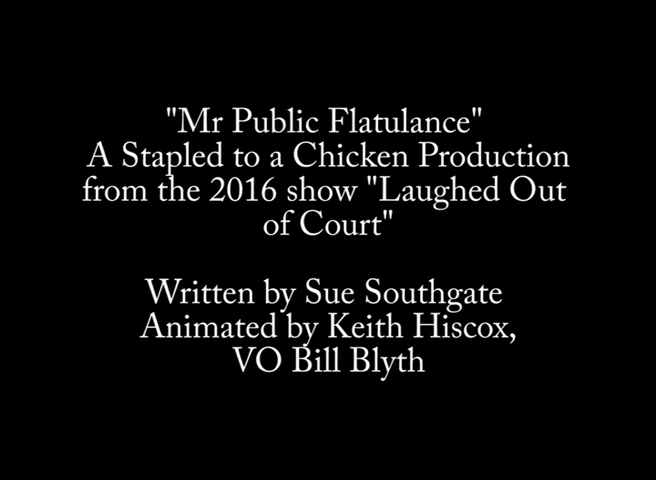 "Mr Public Flatulance"
A Stapled to a Chicken Production
from the 2016 show "Laughed Out
of Court"
Written by Sue Southgate
Animated by Keith Hiscox,
VO Bill Blyth